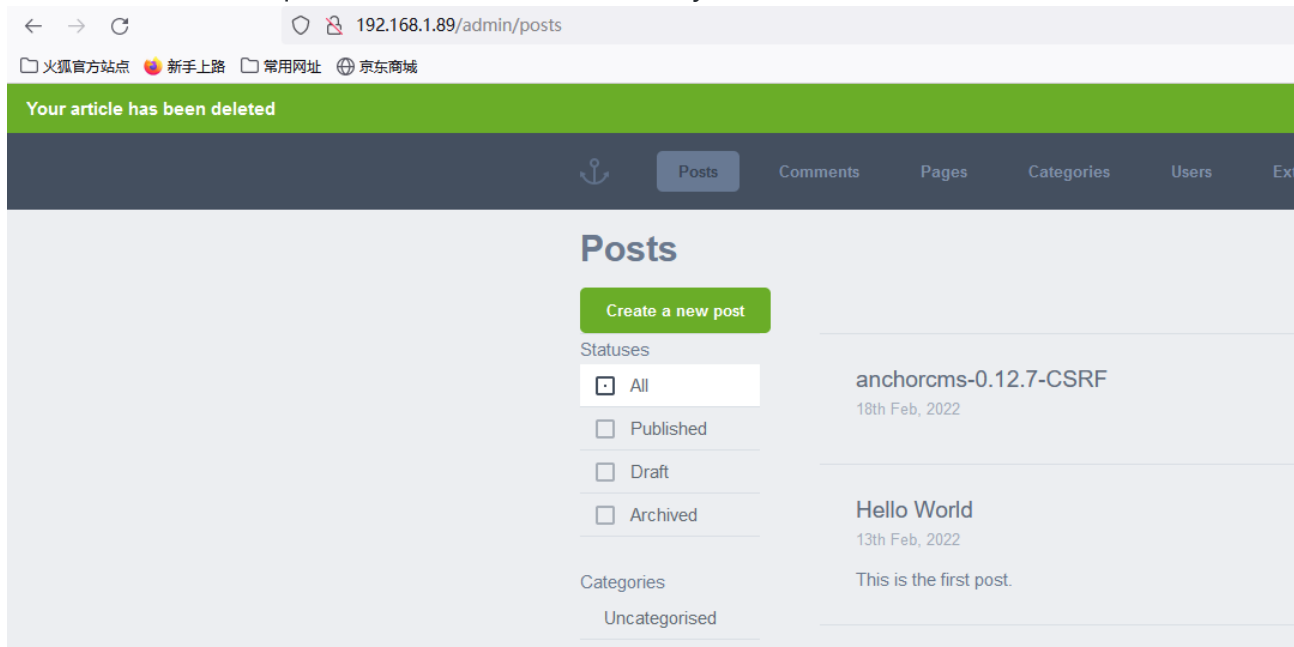 192.168.1.89/admin/posts
火狐官方站点 新手上路 常用网址 京东商城
Your article has been deleted
Posts Comments Pages Categories Users
Posts
Create a new post
Statuses
All
Published
Draft
Archived
Categories
Uncategorised
anchorcms-0.12.7-CSRF
18th Feb, 2022
Hello World
13th Feb, 2022
This is the first post.